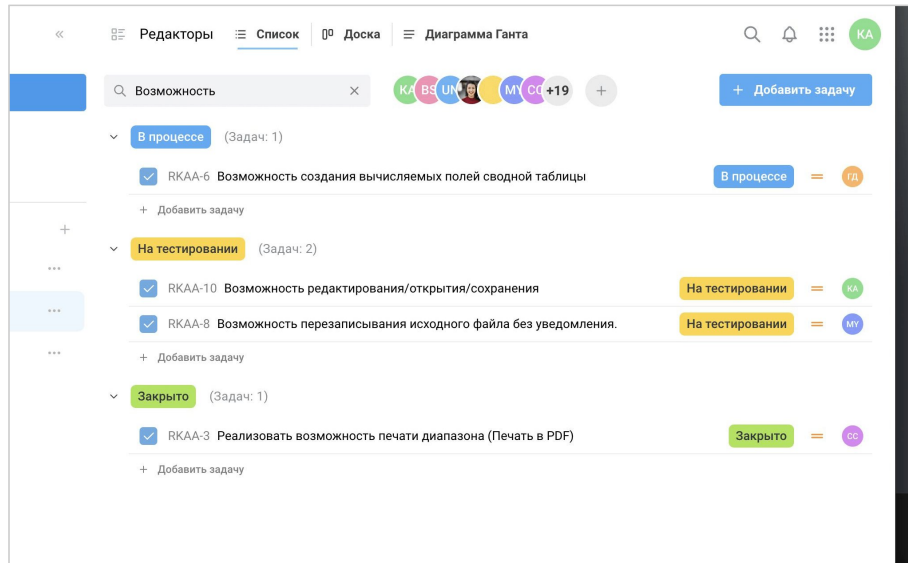 Редакторы Список Доска Диаграмма Ганта KA
Возможность KA BS UN MY CC +19 + Добавить задачу
В процессе (Задач: 1)
RKAA-6 Возможность создания вычисляемых полей сводной таблицы В процессе ГД
+ Добавить задачу
На тестировании (Задач: 2)
RKAA-10 Возможность редактирования/открытия/сохранения На тестировании KA
RKAA-8 Возможность перезаписывания исходного файла без уведомления. На тестировании MY
+ Добавить задачу
Закрыто (Задач: 1)
RKAA-3 Реализовать возможность печати диапазона (Печать в PDF) Закрыто CC
+ Добавить задачу